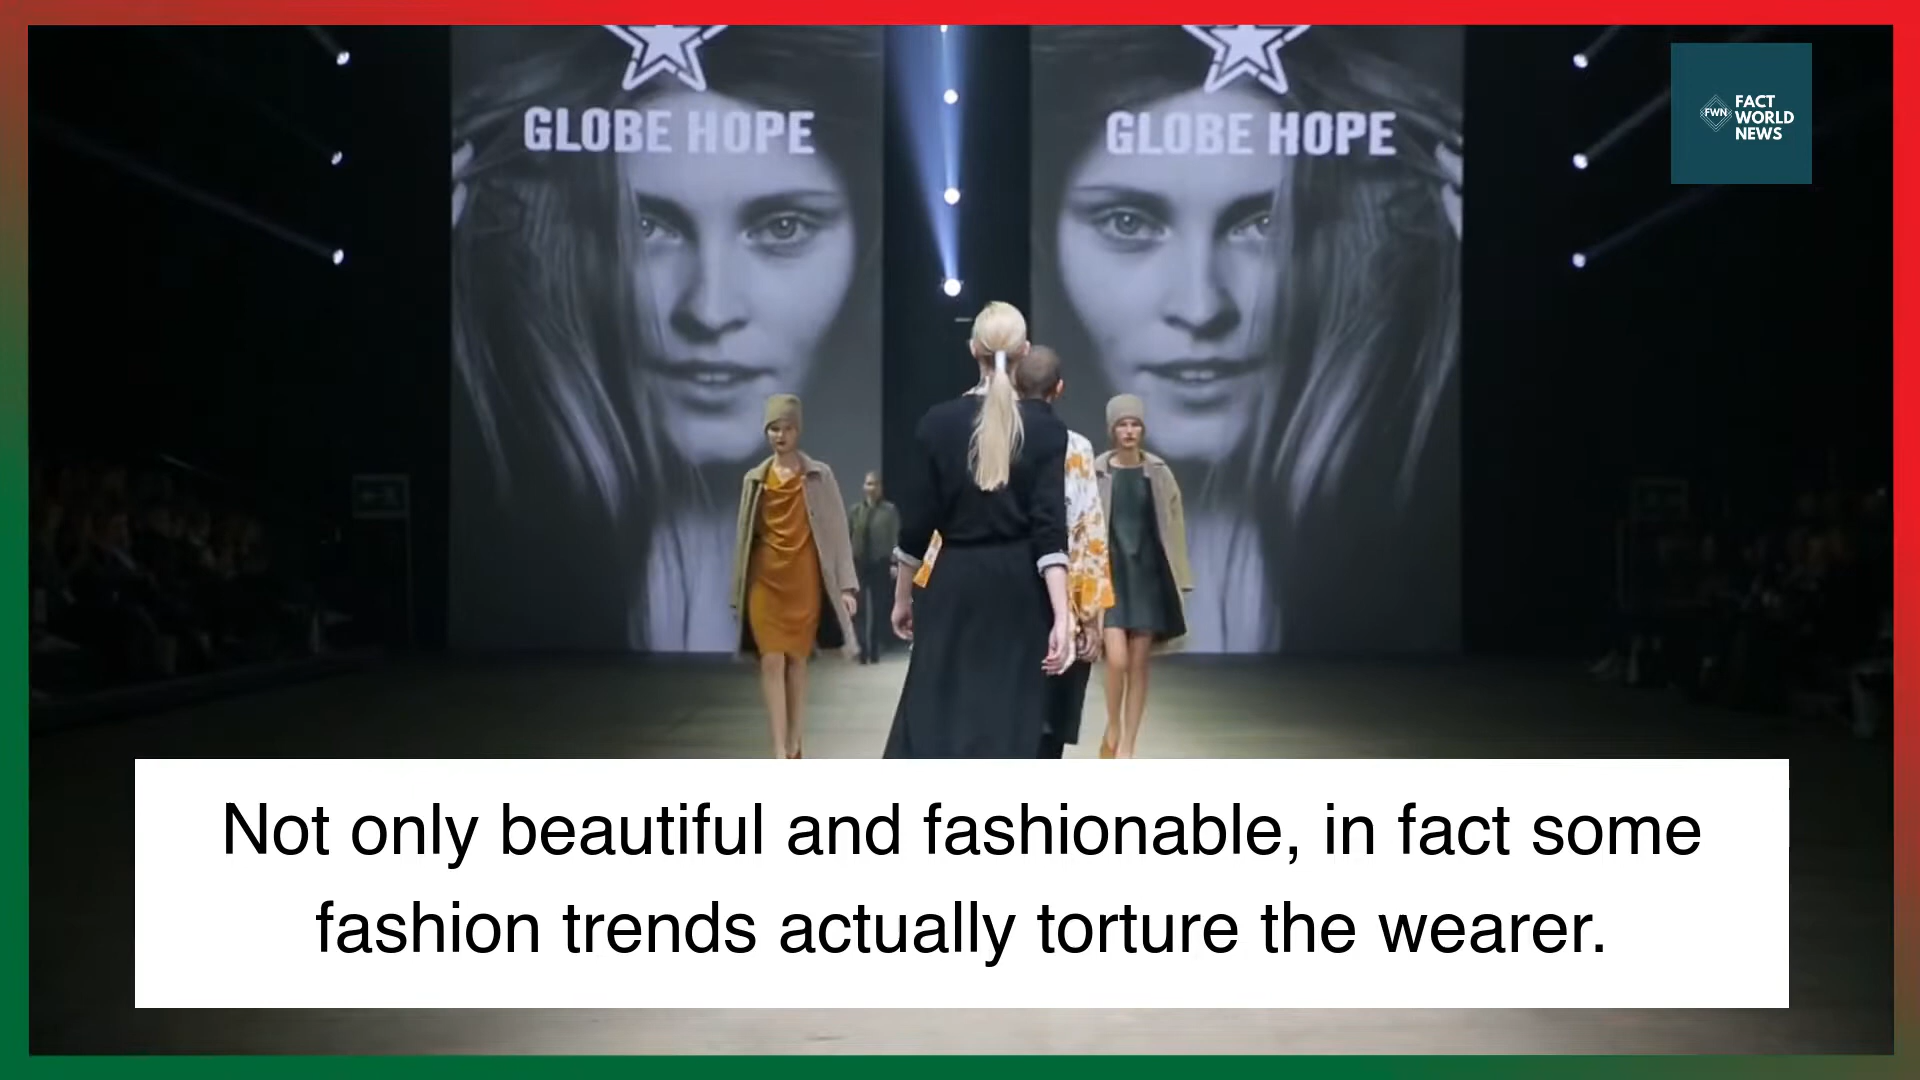 GLOBE HOPE
GLOBE HOPE
FWN
FACT
WORLD
NEWS
Not only beautiful and fashionable, in fact some
fashion trends actually torture the wearer.